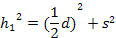 h₁² = (½d)² + s²